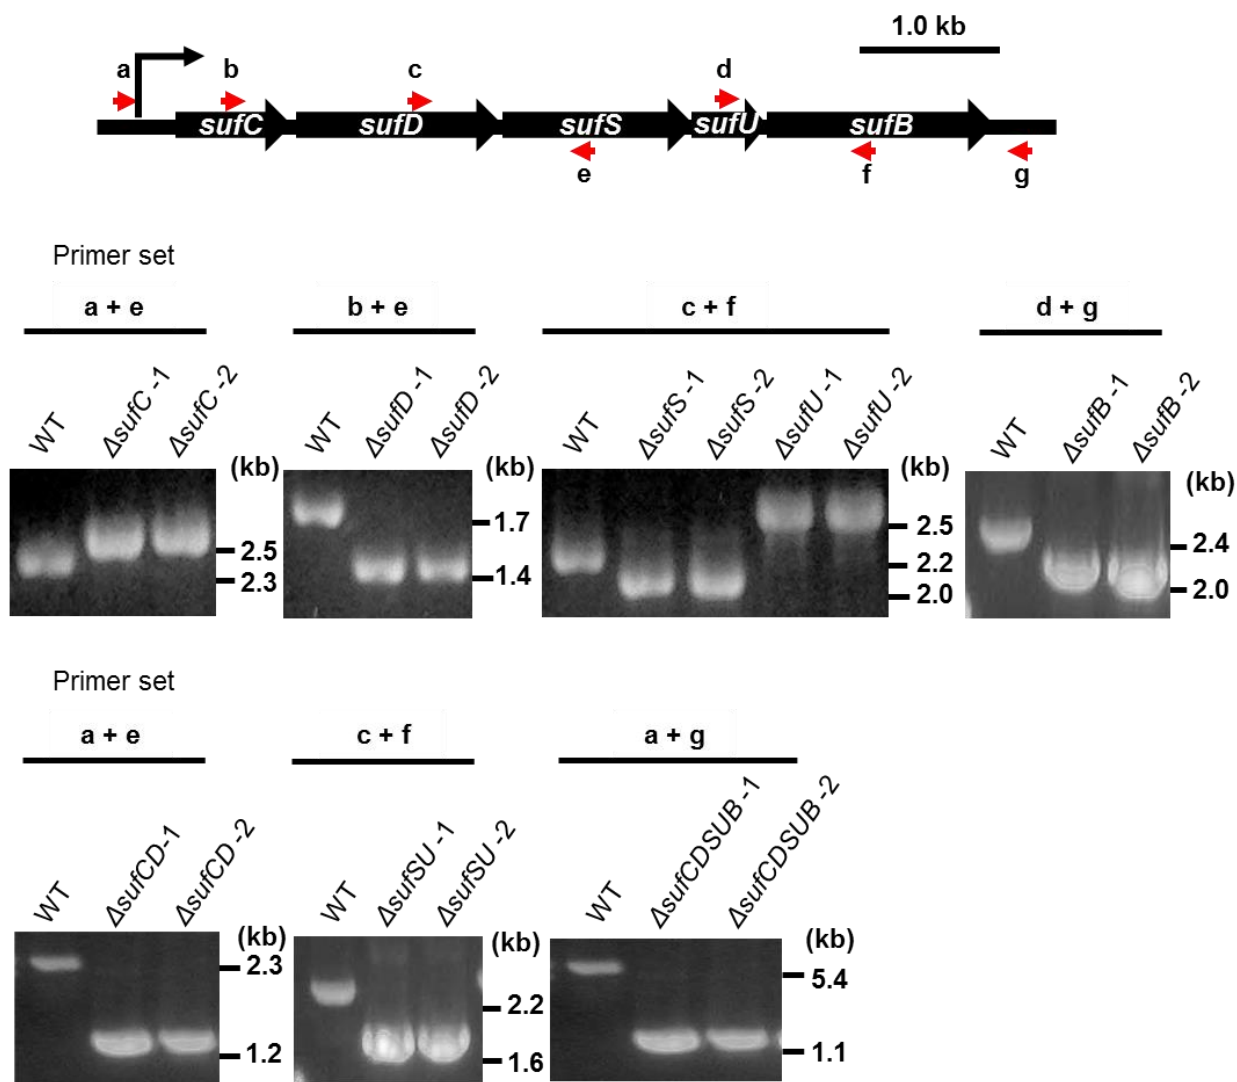 1.0 kb
a b c d
sufC sufD sufS sufU sufB
e f g
Primer set
a + e b + e c + f d + g
WT ΔsufC-1 ΔsufC-2 WT ΔsufD-1 ΔsufD-2 WT ΔsufS-1 ΔsufS-2 ΔsufU-1 ΔsufU-2 WT ΔsufB-1 ΔsufB-2
(kb) (kb) (kb) (kb)
2.5 1.7 2.5 2.4
2.3 1.4 2.2 2.0
2.0
Primer set
a + e c + f a + g
WT ΔsufCD-1 ΔsufCD-2 WT ΔsufSU-1 ΔsufSU-2 WT ΔsufCDSUB-1 ΔsufCDSUB-2
(kb) (kb) (kb)
2.3 2.2 5.4
1.2 1.6 1.1